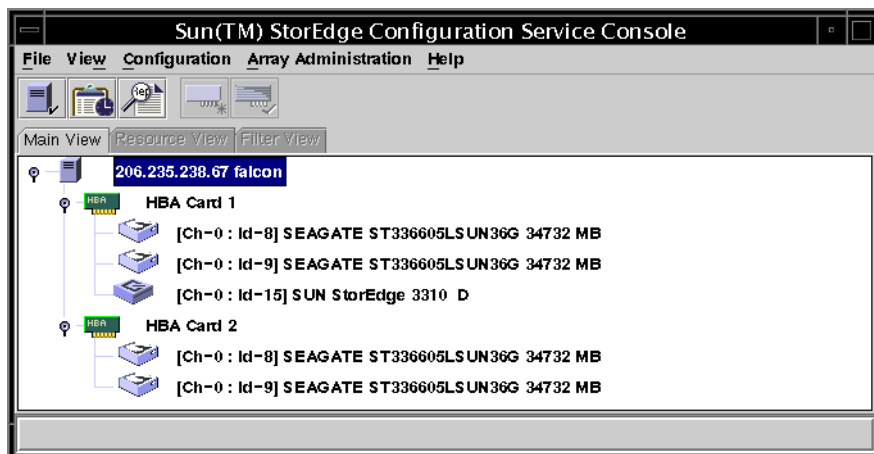 Sun(TM) StorEdge Configuration Service Console
File View Configuration Array Administration Help
Rep
Main View Resource View Filter View
206.235.238.67 falcon
HBA HBA Card 1
[Ch-0 : Id-8] SEAGATE ST336605LSUN36G 34732 MB
[Ch-0 : Id-9] SEAGATE ST336605LSUN36G 34732 MB
[Ch-0 : Id-15] SUN StorEdge 3310 D
HBA HBA Card 2
[Ch-0 : Id-8] SEAGATE ST336605LSUN36G 34732 MB
[Ch-0 : Id-9] SEAGATE ST336605LSUN36G 34732 MB